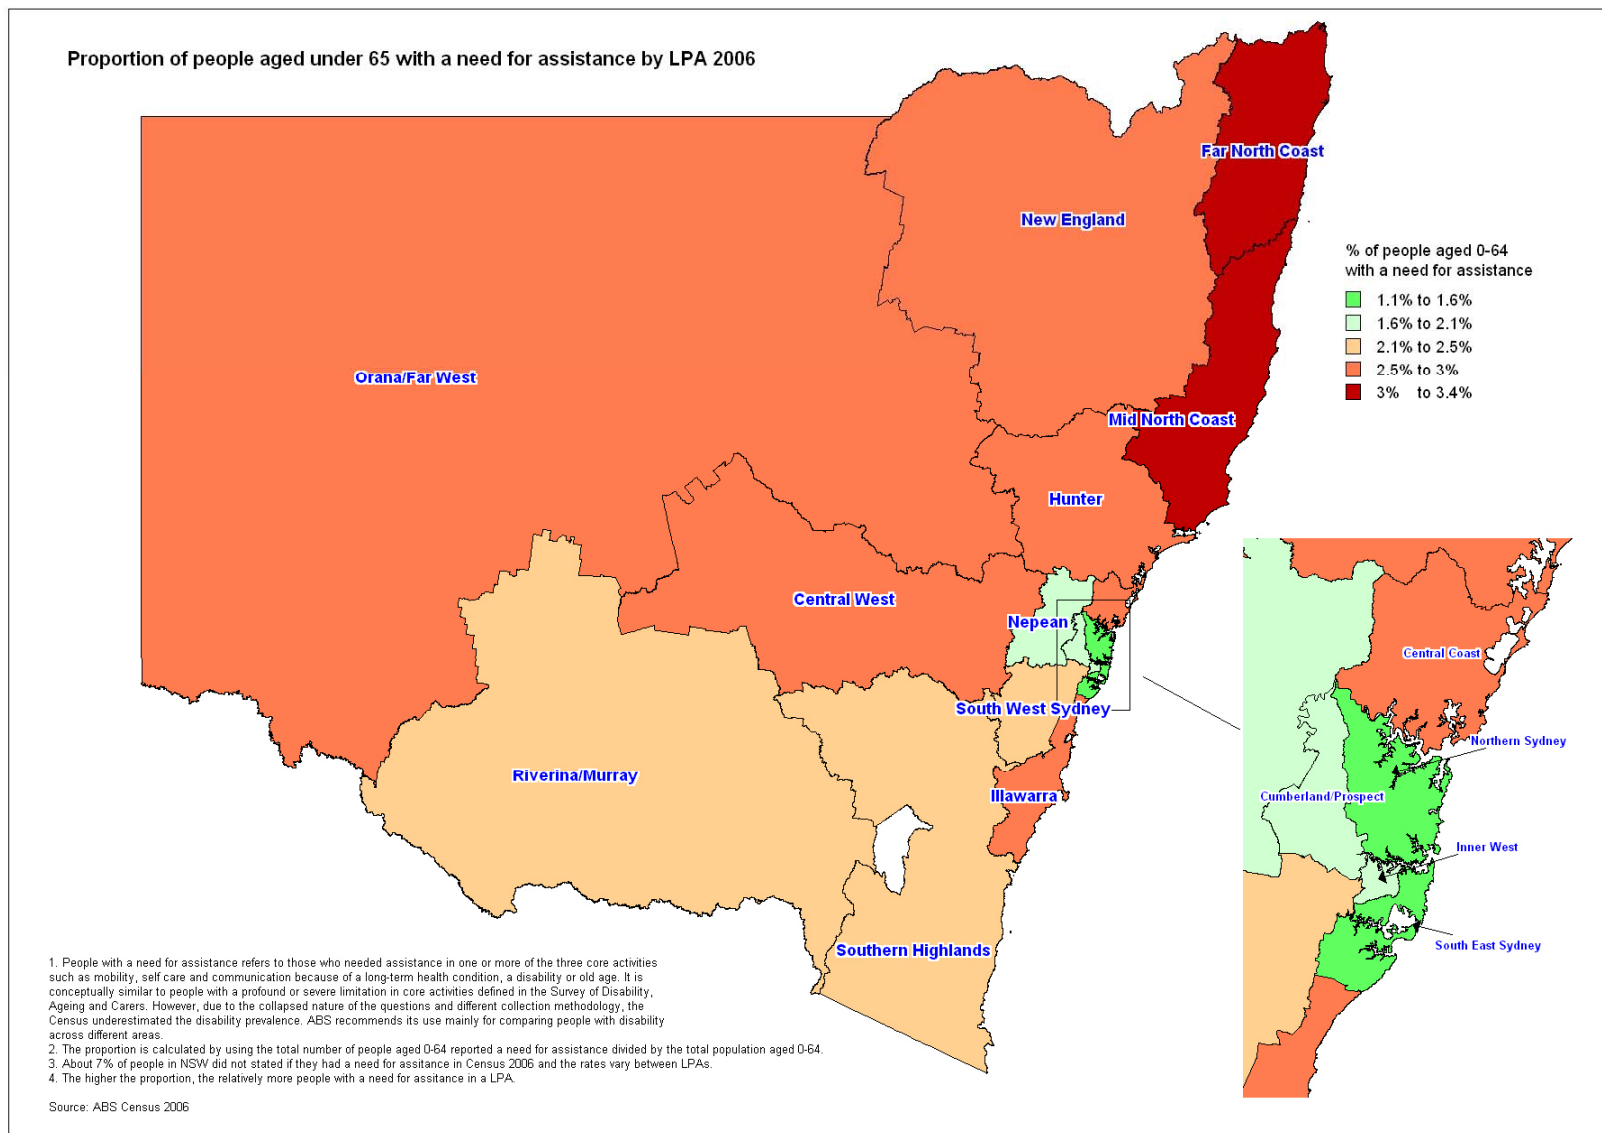 Proportion of people aged under 65 with a need for assistance by LPA 2006
Far North Coast
New England
% of people aged 0-64
with a need for assistance
1.1% to 1.6%
1.6% to 2.1%
2.1% to 2.5%
2.5% to 3%
3% to 3.4%
Orana/Far West
Mid North Coast
Hunter
Central West
Nepean
Central Coast
South West Sydney
Northern Sydney
Riverina/Murray
Illawarra
Cumberland/Prospect
Inner West
South East Sydney
Southern Highlands
1. People with a need for assistance refers to those who needed assistance in one or more of the three core activities
such as mobility, self care and communication because of a long-term health condition, a disability or old age. It is
conceptually similar to people with a profound or severe limitation in core activities defined in the Survey of Disability,
Ageing and Carers. However, due to the collapsed nature of the questions and different collection methodology, the
Census underestimated the disability prevalence. ABS recommends its use mainly for comparing people with disability
across different areas.
2. The proportion is calculated by using the total number of people aged 0-64 reported a need for assistance divided by the total population aged 0-64.
3. About 7% of people in NSW did not stated if they had a need for assitance in Census 2006 and the rates vary between LPAs.
4. The higher the proportion, the relatively more people with a need for assitance in a LPA.
Source: ABS Census 2006